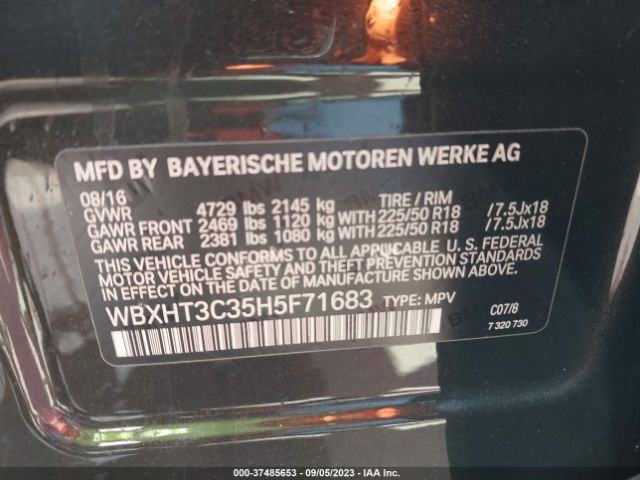 MFD BY BAYERISCHE MOTOREN WERKE AG
08/16 TIRE / RIM
GVWR 4729 lbs 2145 kg
GAWR FRONT 2469 lbs 1120 kg WITH 225/50 R18 /7.5Jx18
GAWR REAR 2381 lbs 1080 kg WITH 225/50 R18 /7.5Jx18
THIS VEHICLE CONFORMS TO ALL APPLICABLE U. S. FEDERAL
MOTOR VEHICLE SAFETY, BUMPER, AND THEFT PREVENTION STANDARDS
IN EFFECT ON THE DATE OF MANUFACTURE SHOWN ABOVE.
WBXHT3C35H5F71683 TYPE: MPV C07/8
7 320 730
© COPART - 37485653 - 09/05/2023 - IAA Inc.